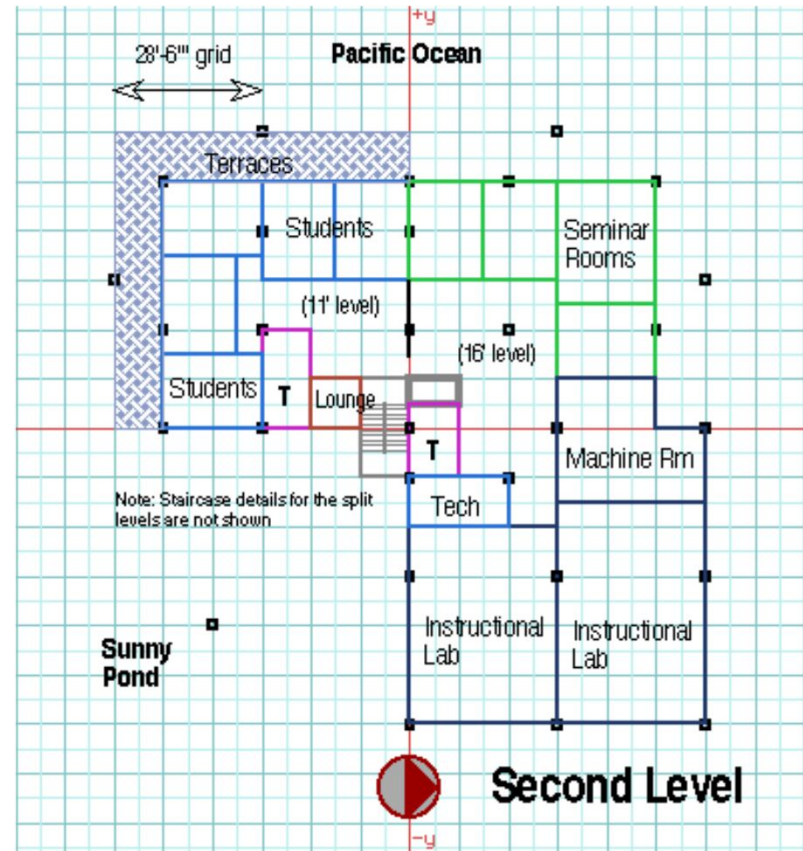 +y
28'-6''' grid
Pacific Ocean
Terraces
Students
Seminar
Rooms
(11' level)
(16' level)
Students
T
Lounge
T
Machine Rm
Note: Staircase details for the split
levels are not shown
Tech
Instructional
Lab
Instructional
Lab
Sunny
Pond
Second Level
-y